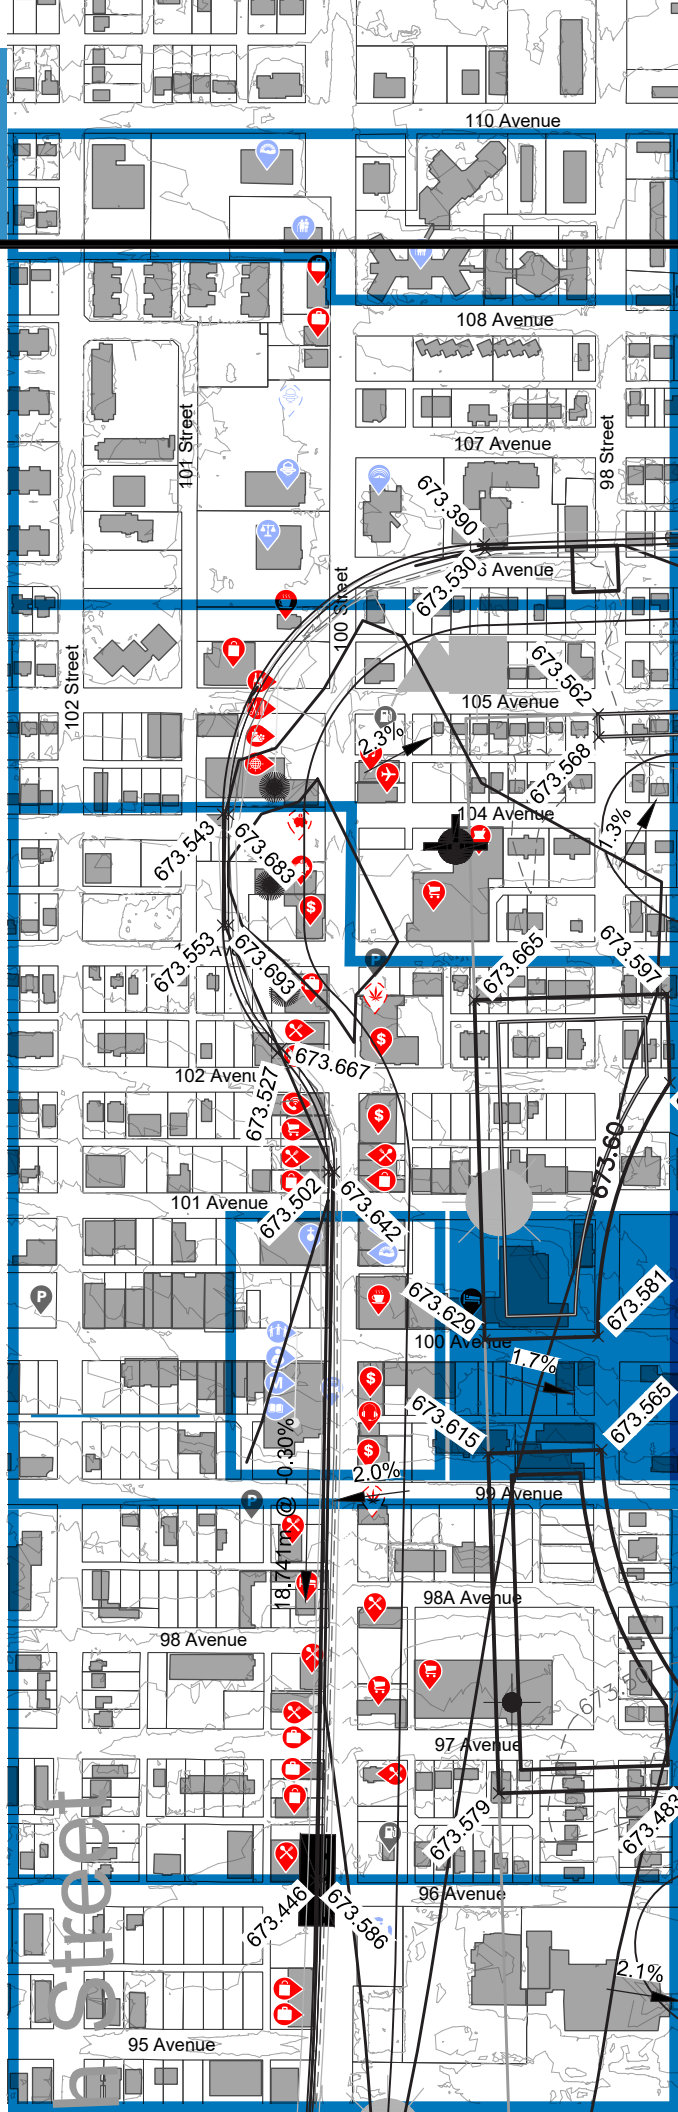 110 Avenue
108 Avenue
107 Avenue
101 Street
98 Street
673.390
673.530
6 Avenue
100 Street
102 Street
673.562
105 Avenue
2.3%
673.568
104 Avenue
1.3%
673.543
673.683
673.553
673.693
673.665
673.597
673.667
102 Avenu
673.527
673.60
101 Avenue
673.502
673.642
P
673.629
673.581
100 Avenue
1.7%
673.615
673.565
18.741m @ -0.30%
2.0%
P
99 Avenue
98A Avenue
98 Avenue
97 Avenue
673.579
673.483
96 Avenue
673.446
673.586
n Street
2.1%
95 Avenue